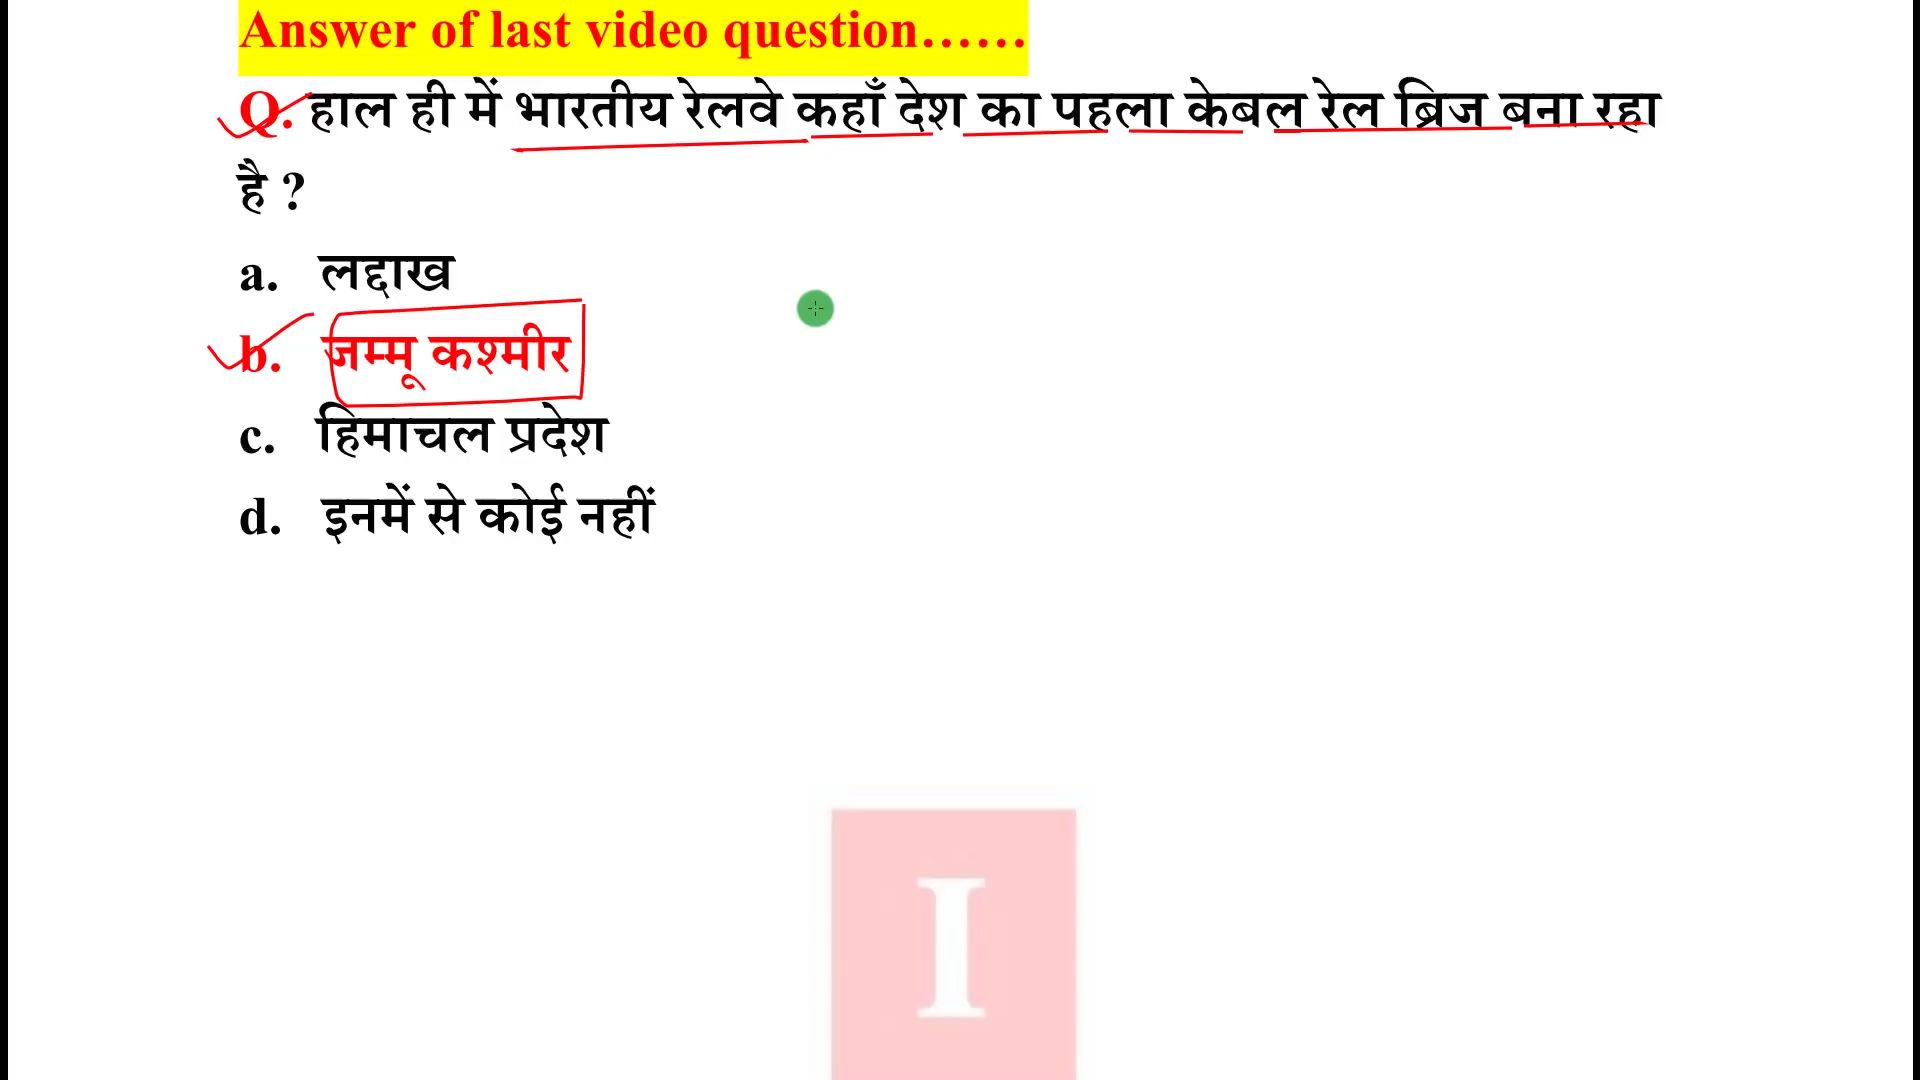 Answer of last video question......
Q. हाल ही में भारतीय रेलवे कहाँ देश का पहला केबल रेल ब्रिज बना रहा
है ?
a. लद्दाख
b. जम्मू कश्मीर
c. हिमाचल प्रदेश
d. इनमें से कोई नहीं
I